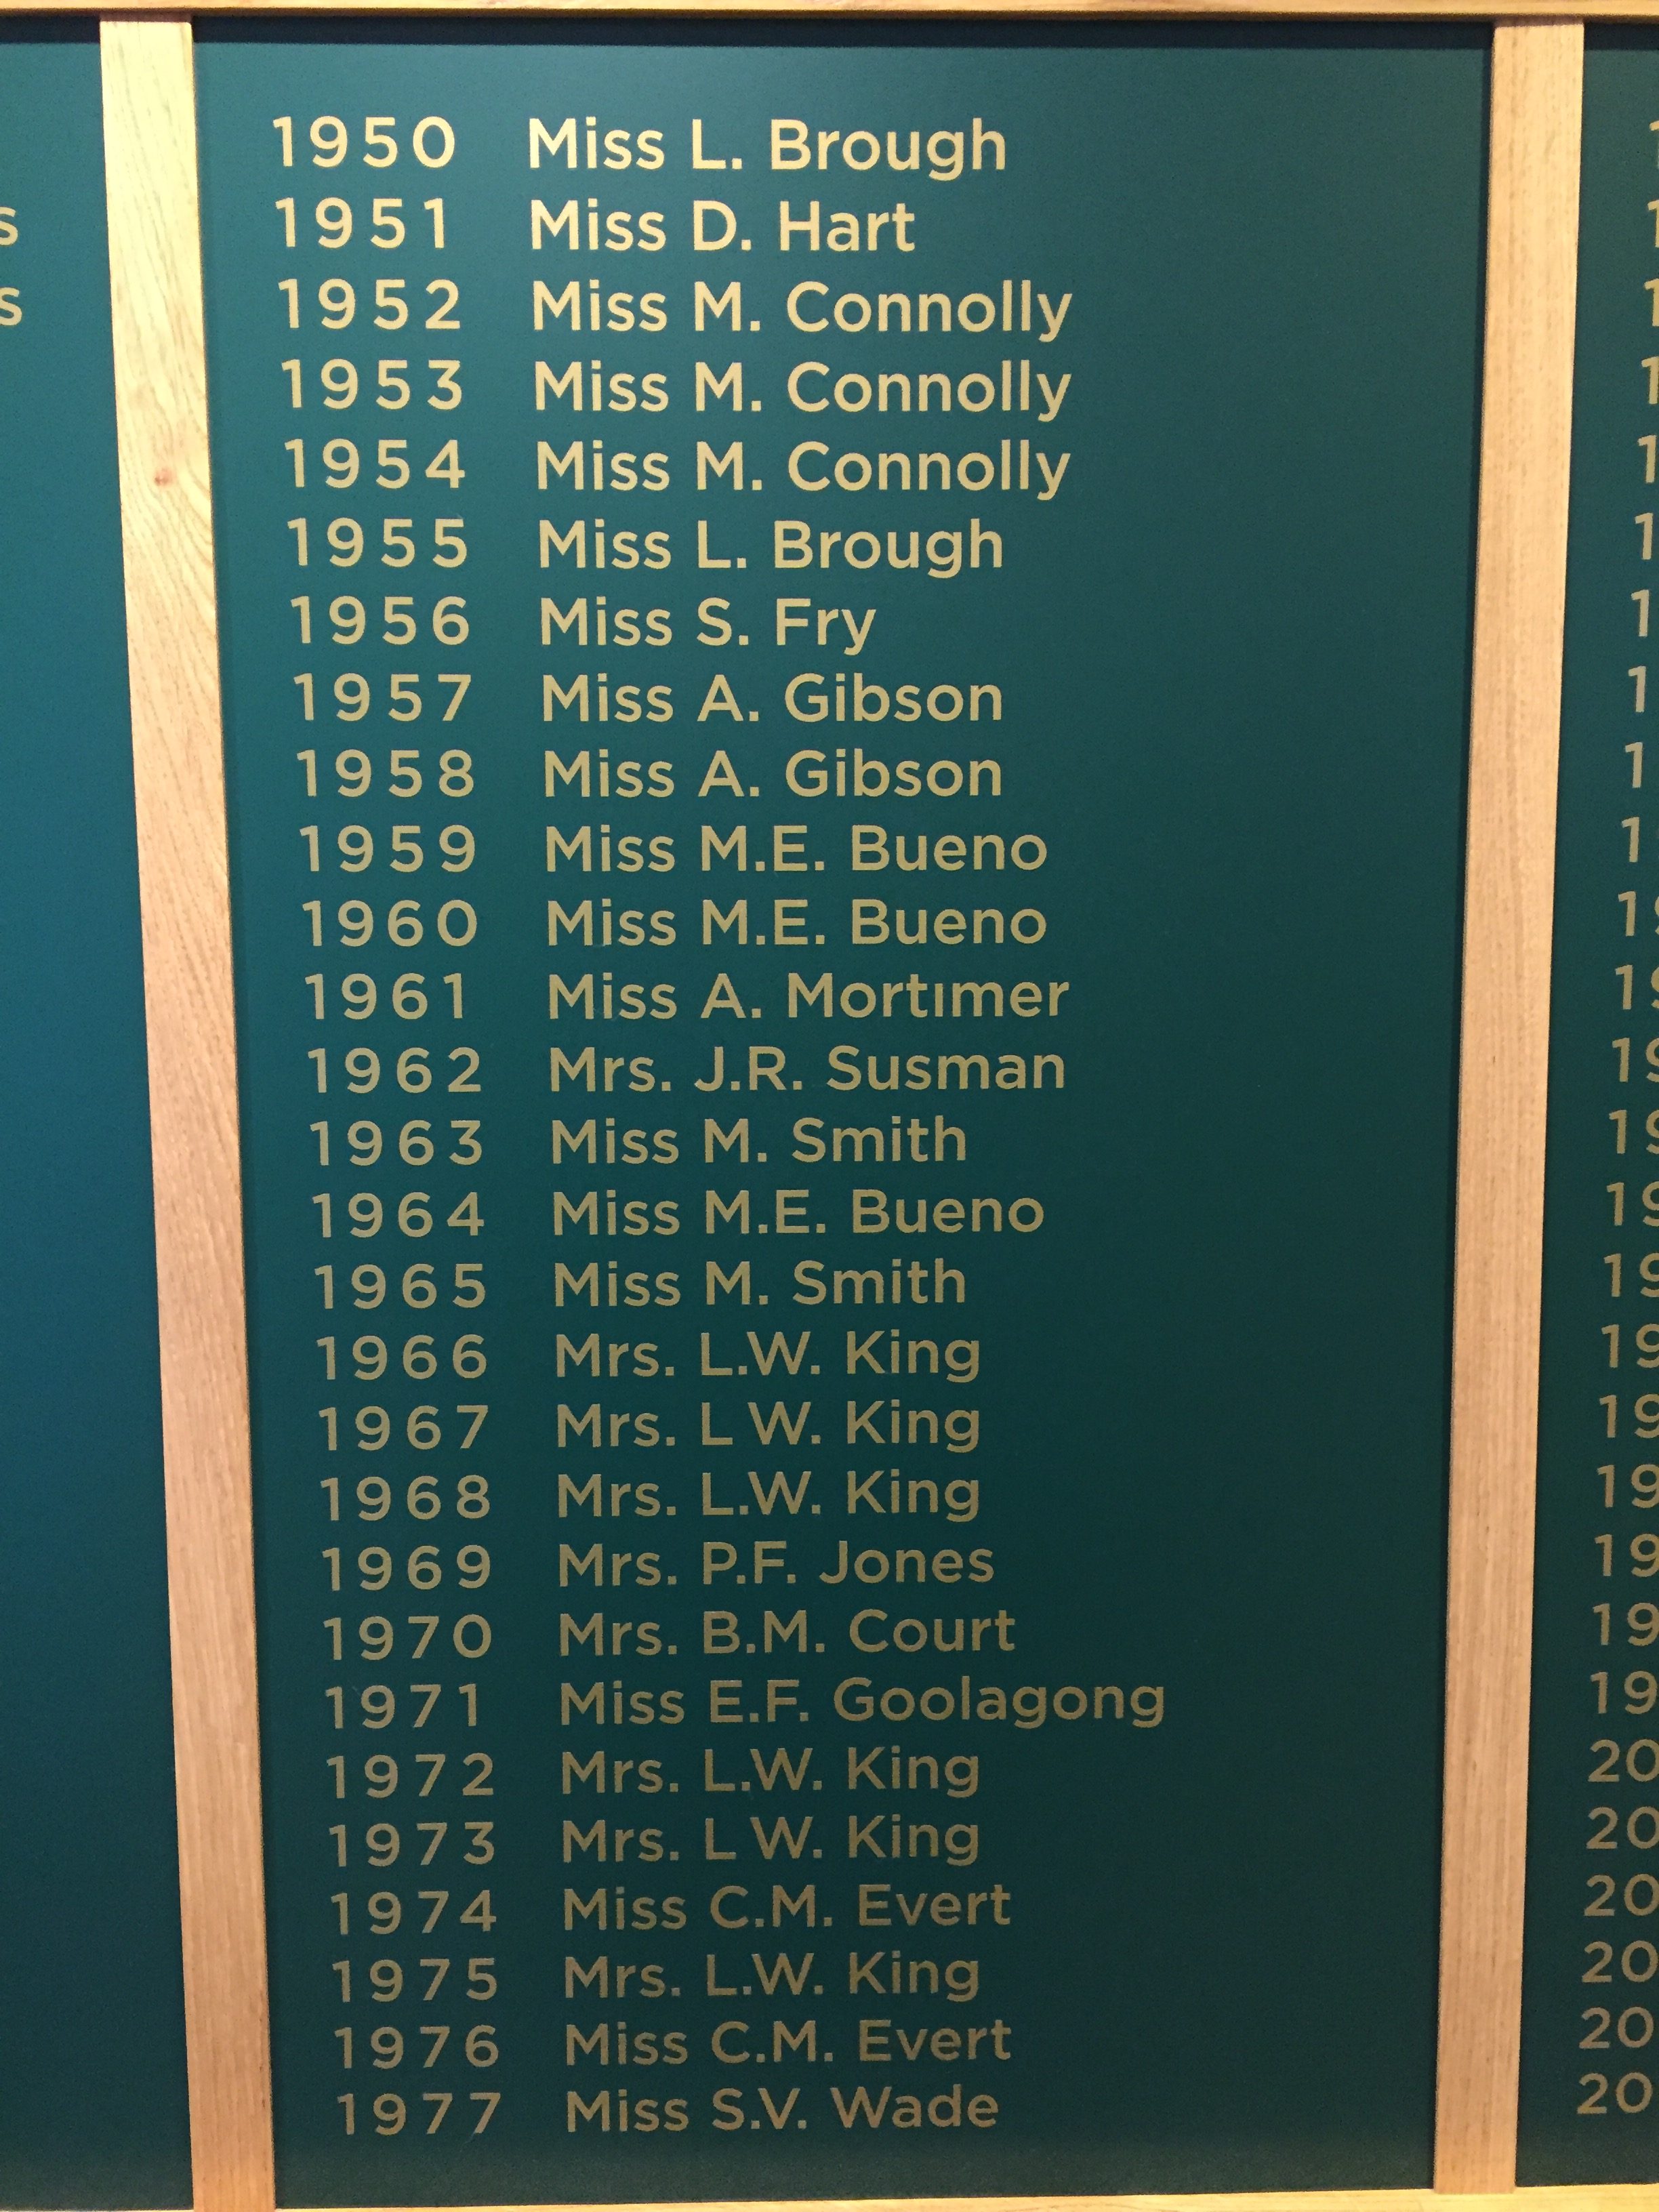 1950 Miss L. Brough
1951 Miss D. Hart
1952 Miss M. Connolly
1953 Miss M. Connolly
1954 Miss M. Connolly
1955 Miss L. Brough
1956 Miss S. Fry
1957 Miss A. Gibson
1958 Miss A. Gibson
1959 Miss M.E. Bueno
1960 Miss M.E. Bueno
1961 Miss A. Mortımer
1962 Mrs. J.R. Susman
1963 Miss M. Smith
1964 Miss M.E. Bueno
1965 Miss M. Smith
1966 Mrs. L.W. King
1967 Mrs. L W. King
1968 Mrs. L.W. King
1969 Mrs. P.F. Jones
1970 Mrs. B.M. Court
1971 Miss E.F. Goolagong
1972 Mrs. L.W. King
1973 Mrs. L W. King
1974 Miss C.M. Evert
1975 Mrs. L.W. King
1976 Miss C.M. Evert
1977 Miss S.V. Wade